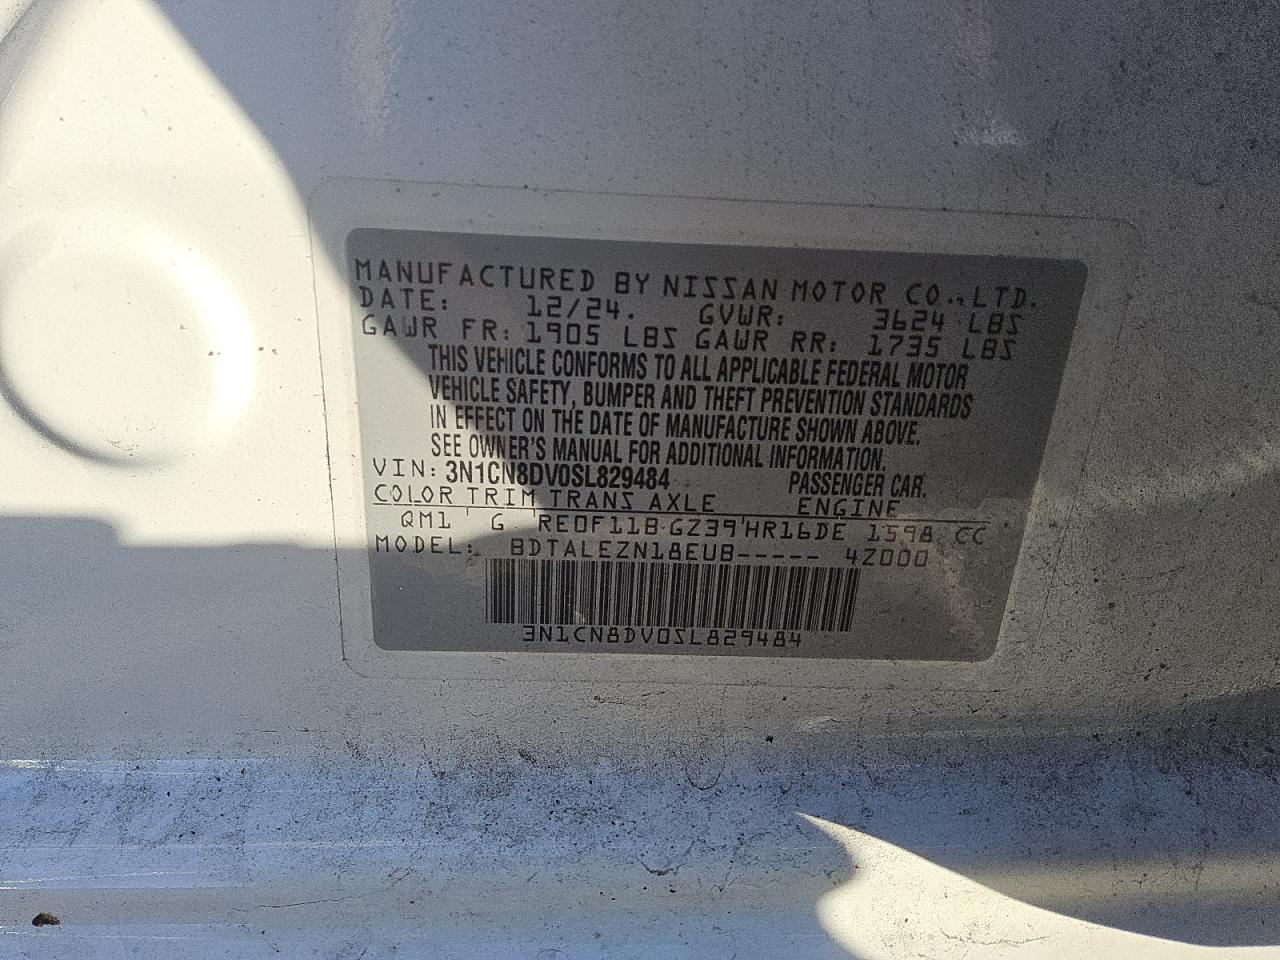 MANUFACTURED BY NISSAN MOTOR CO., LTD.
DATE: 12/24. GVWR: 3624 LBS
GAWR FR: 1905 LBS GAWR RR: 1735 LBS
THIS VEHICLE CONFORMS TO ALL APPLICABLE FEDERAL MOTOR
VEHICLE SAFETY, BUMPER AND THEFT PREVENTION STANDARDS
IN EFFECT ON THE DATE OF MANUFACTURE SHOWN ABOVE.
SEE OWNER'S MANUAL FOR ADDITIONAL INFORMATION.
VIN: 3N1CN8DV0SL829484 PASSENGER CAR.
COLOR TRIM TRANS AXLE ENGINE
QM1 G RE0F11B GZ39 HR16DE 1598 CC
MODEL: BDTALEZN18EUB----- 4Z000
3N1CN8DV0SL829484